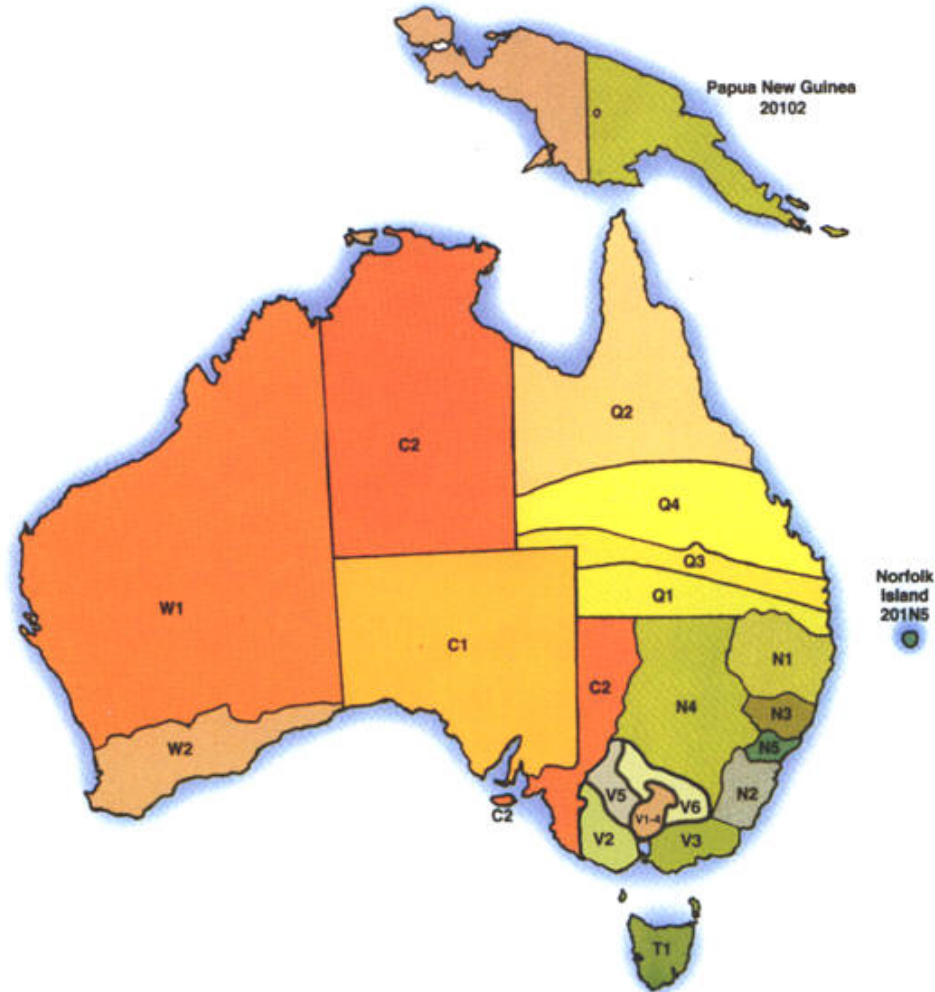 Papua New Guinea
20102
Q2
C2
Q4
Q3
Norfolk
Island
201N5
Q1
W1
C1
N1
C2
N4
N3
W2
N5
V5
V6
N2
C2
V1-4
V2
V3
T1